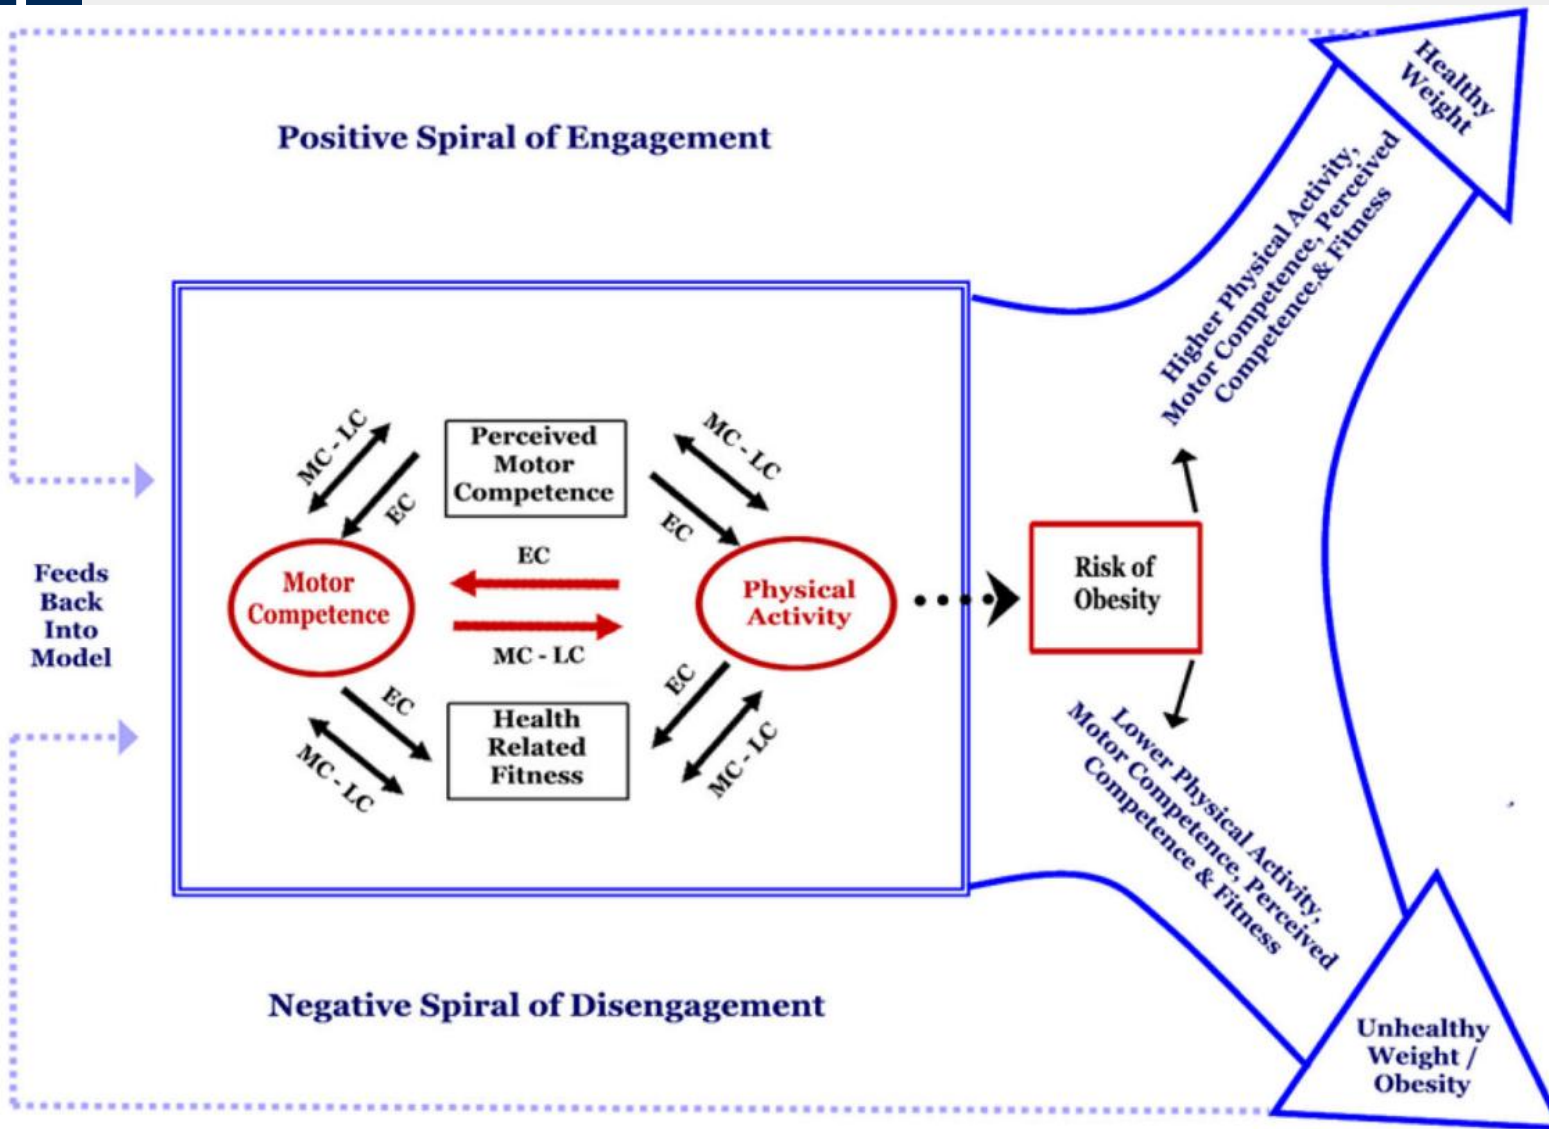 Positive Spiral of Engagement
Healthy
Weight
Higher Physical Activity,
Motor Competence, Perceived
Competence,& Fitness
MC - LC
EC
Perceived
Motor
Competence
MC - LC
EC
Feeds
Back
Into
Model
Motor
Competence
EC
MC - LC
Physical
Activity
Risk of
Obesity
EC
MC - LC
Health
Related
Fitness
EC
MC - LC
Lower Physical Activity,
Motor Competence, Perceived
Competence & Fitness
Negative Spiral of Disengagement
Unhealthy
Weight /
Obesity